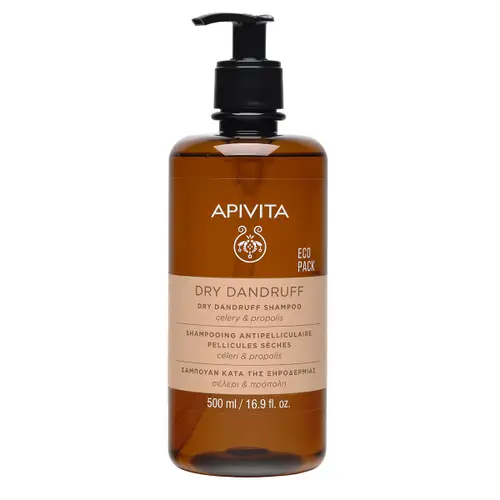 APIVITA
ECO
PACK
DRY DANDRUFF
DRY DANDRUFF SHAMPOO
celery & propolis
SHAMPOOING ANTIPELLICULAIRE
PELLICULES SÈCHES
céleri & propolis
ΣΑΜΠΟΥΑΝ ΚΑΤΑ ΤΗΣ ΞΗΡΟΔΕΡΜΙΑΣ
σέλερι & πρόπολη
500 ml / 16.9 fl. oz.